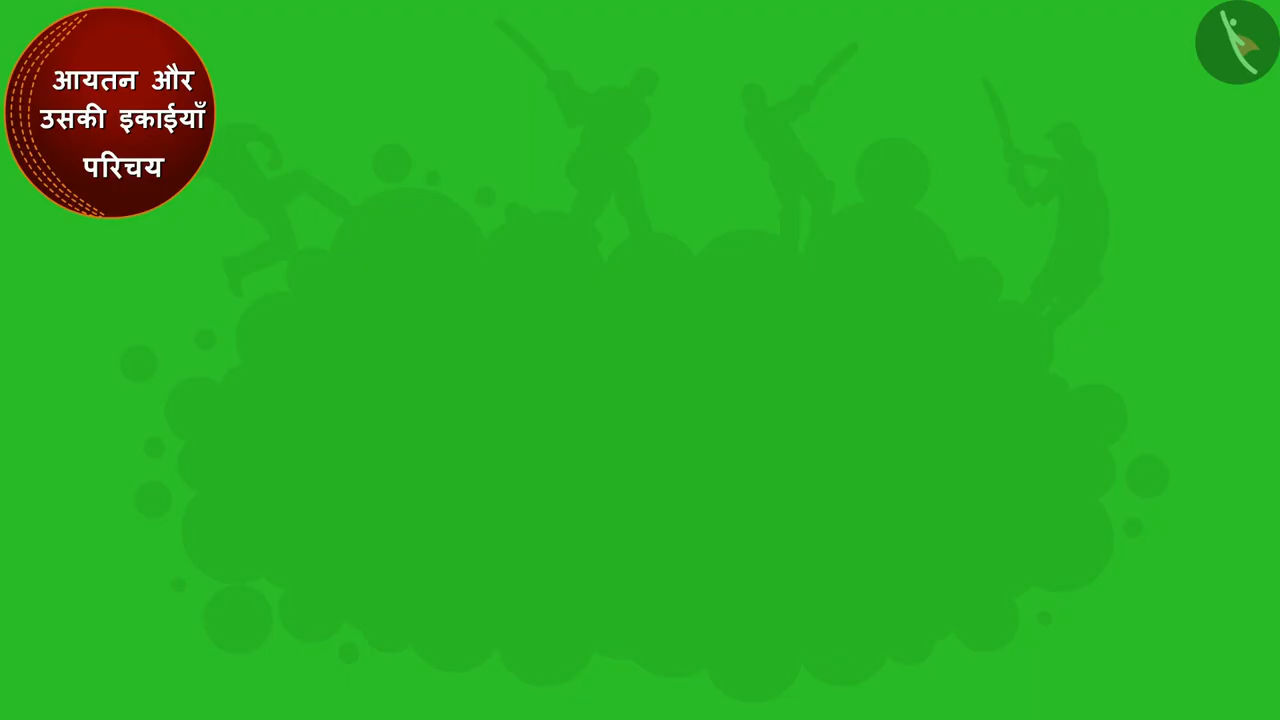 आयतन और
उसकी इकाईयाँ
परिचय